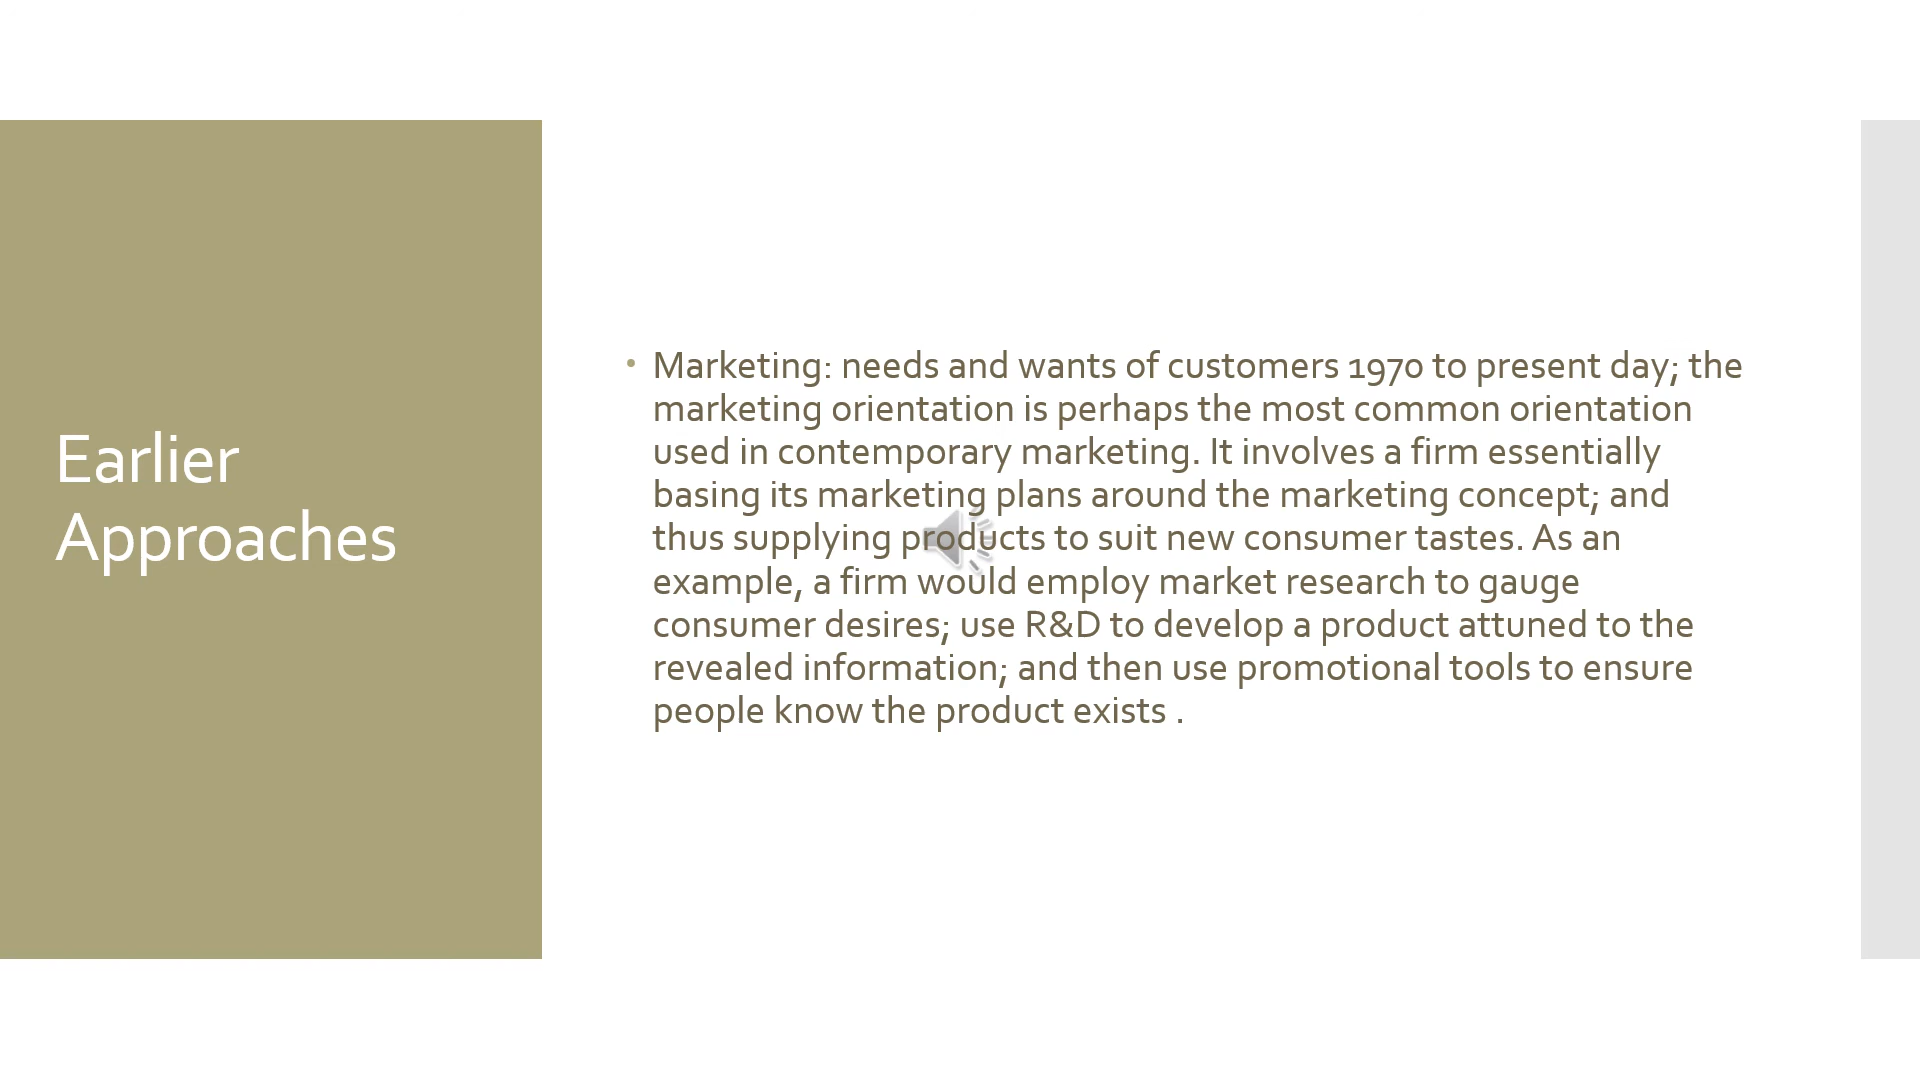 Earlier
Approaches
• Marketing: needs and wants of customers 1970 to present day; the
marketing orientation is perhaps the most common orientation
used in contemporary marketing. It involves a firm essentially
basing its marketing plans around the marketing concept; and
thus supplying products to suit new consumer tastes. As an
example, a firm would employ market research to gauge
consumer desires; use R&D to develop a product attuned to the
revealed information; and then use promotional tools to ensure
people know the product exists .